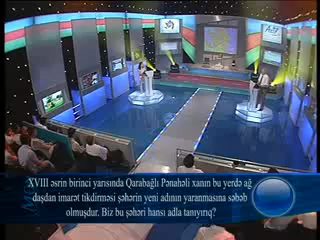 XVIII əsrin birinci yarısında Qarabağlı Pənahəli xanın bu yerdə ağ
daşdan imarət tikdirməsi şəhərin yeni adının yaranmasına səbəb
olmuşdur. Biz bu şəhəri hansı adla tanıyırıq?